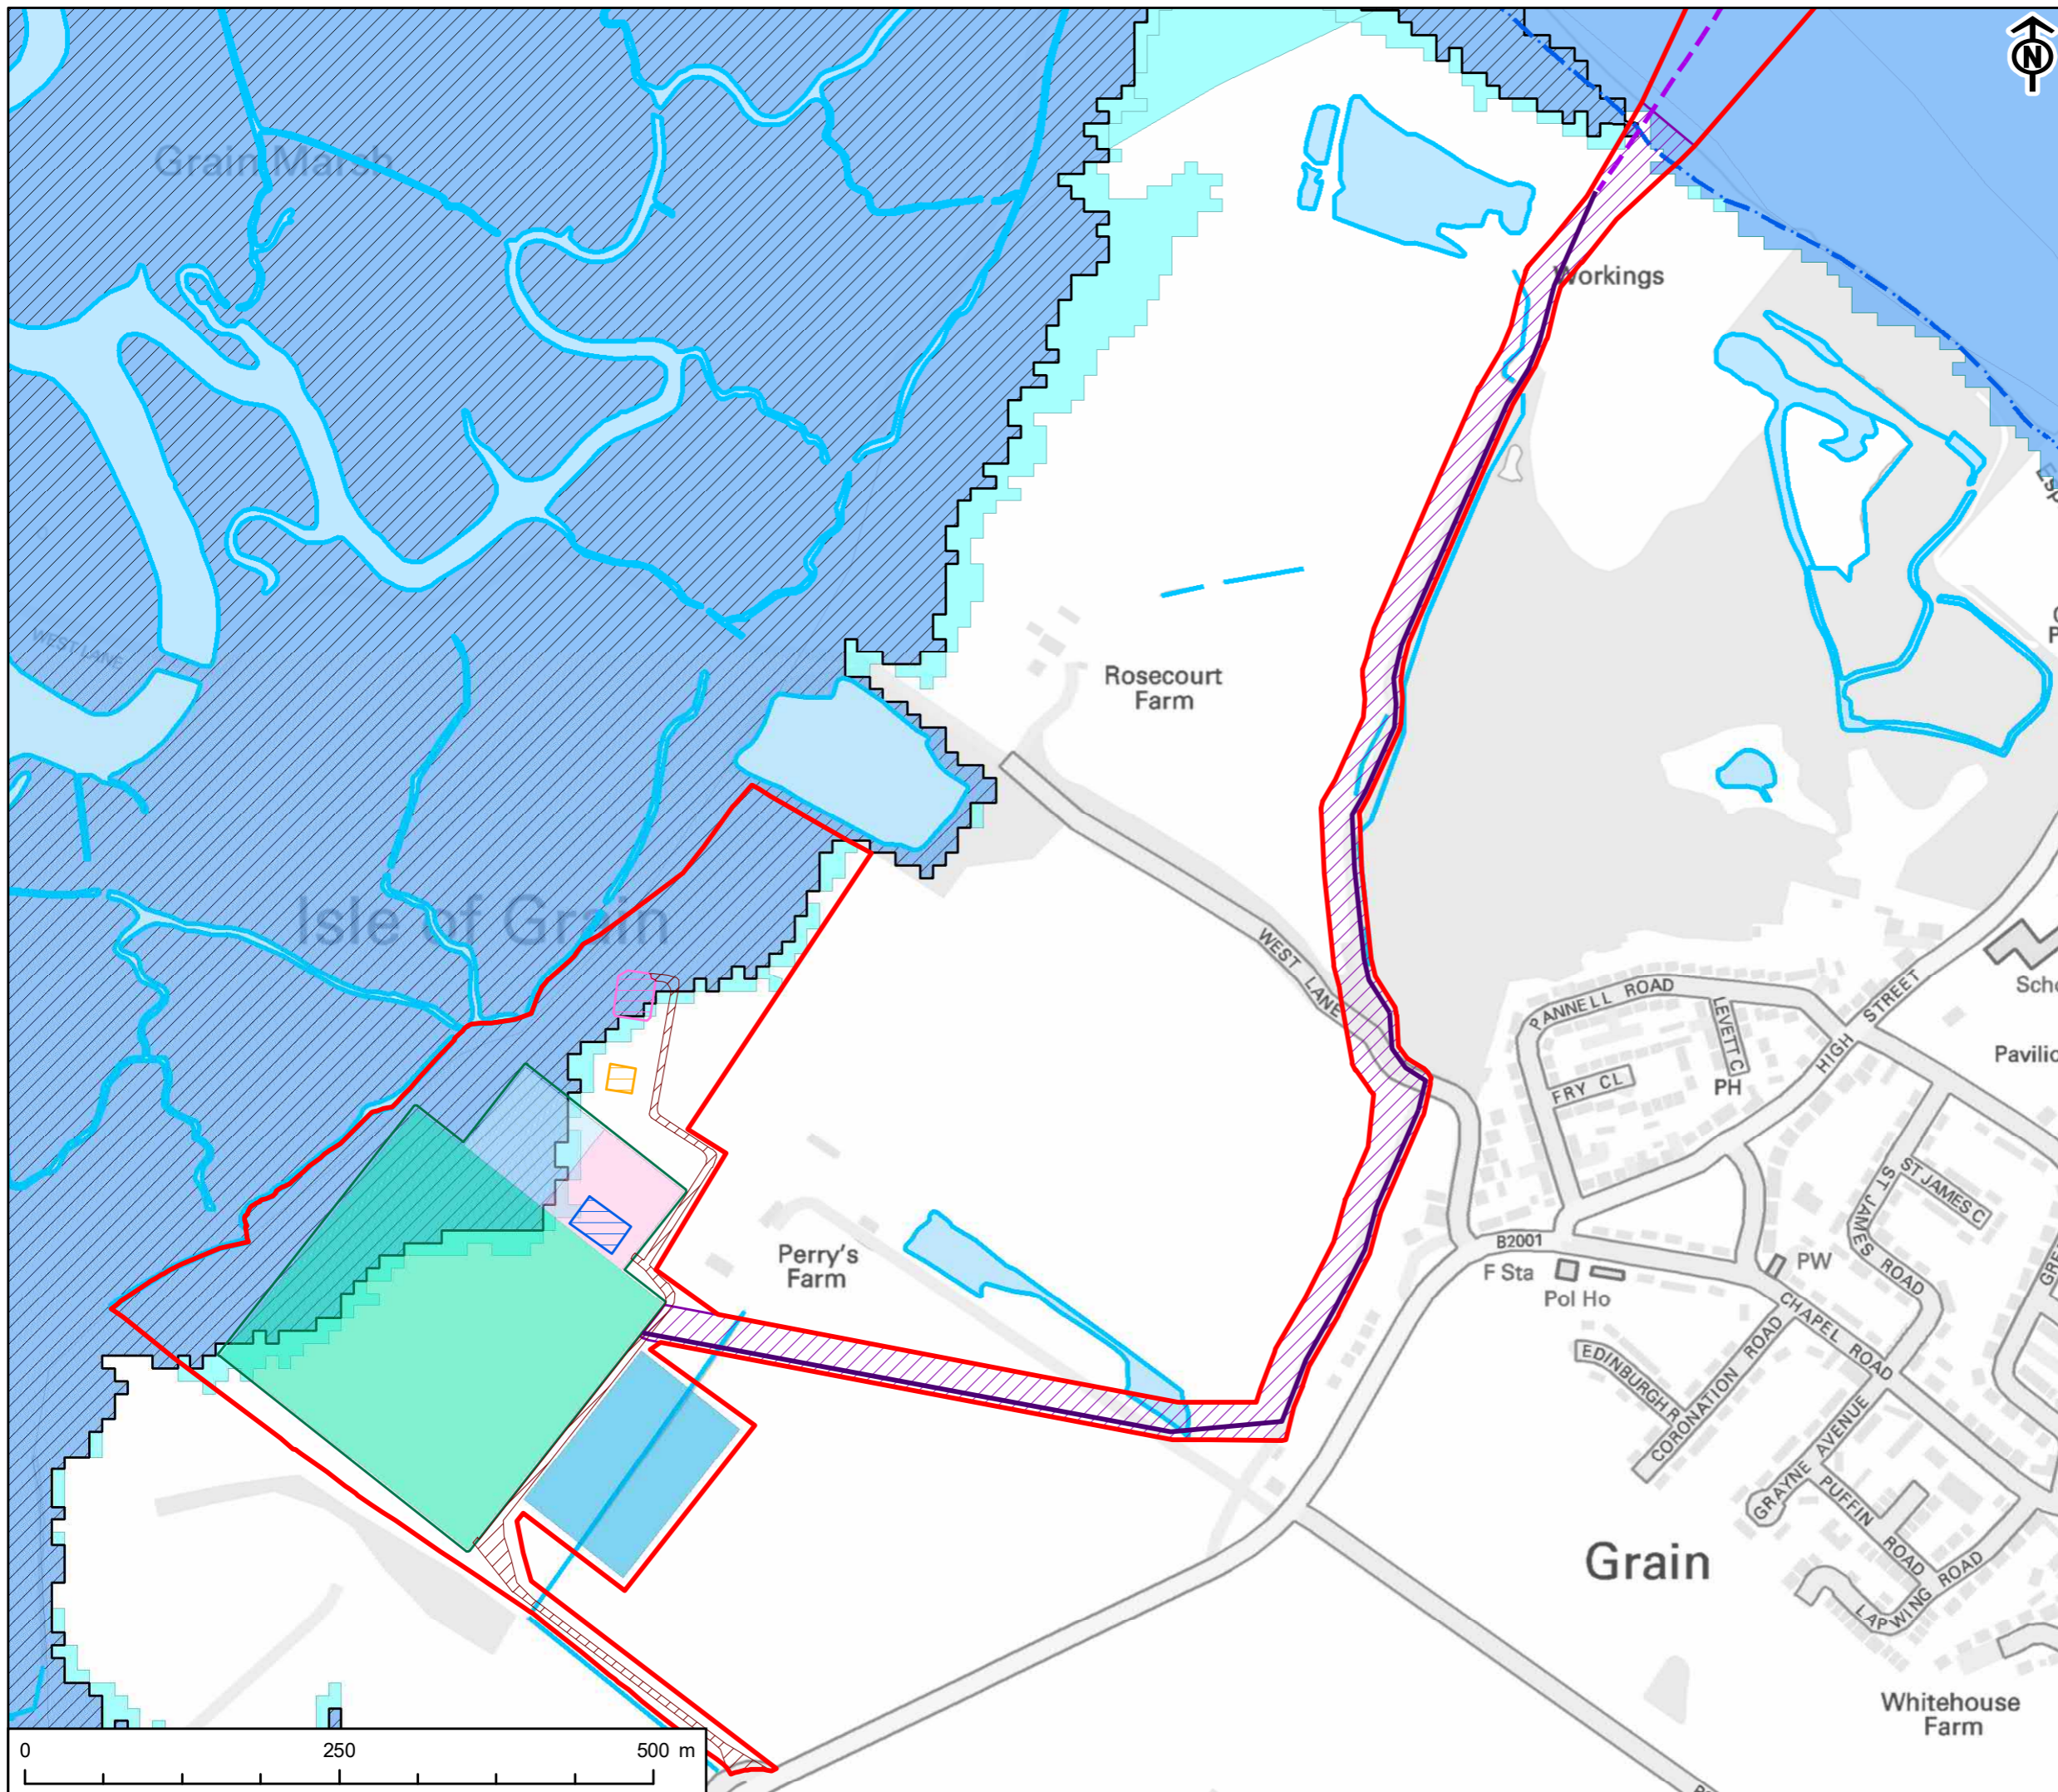 N
Grain Marsh
Workings
WEST LANE
Rosecourt
Farm
Isle of Grain
WEST LANE
PANNELL ROAD
LEVETT C
HIGH STREET
FRY CL
PH
Pavilio
ST JAMES C
ST JAMES ROAD
Perry's
Farm
B2001
F Sta
PW
Pol Ho
CHAPEL ROAD
EDINBURGH R
CORONATION ROAD
GRAYNE AVENUE
PUFFIN ROAD
LAPWING ROAD
Grain
Whitehouse
Farm
0 250 500 m